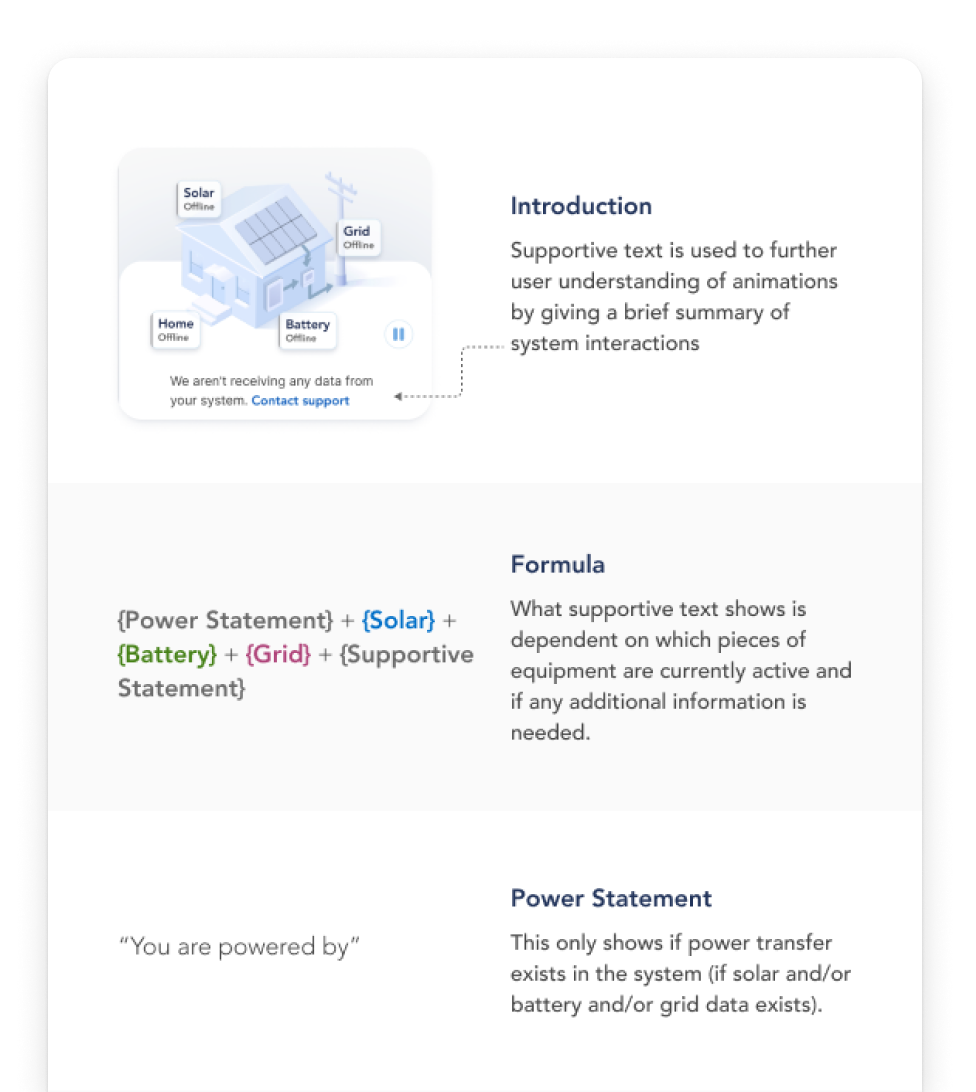 Solar
Offline
Grid
Offline
Home
Offline
Battery
Offline
We aren't receiving any data from
your system. Contact support
Introduction
Supportive text is used to further
user understanding of animations
by giving a brief summary of
system interactions
{Power Statement} + {Solar} +
{Battery} + {Grid} + {Supportive
Statement}
Formula
What supportive text shows is
dependent on which pieces of
equipment are currently active and
if any additional information is
needed.
“You are powered by”
Power Statement
This only shows if power transfer
exists in the system (if solar and/or
battery and/or grid data exists).